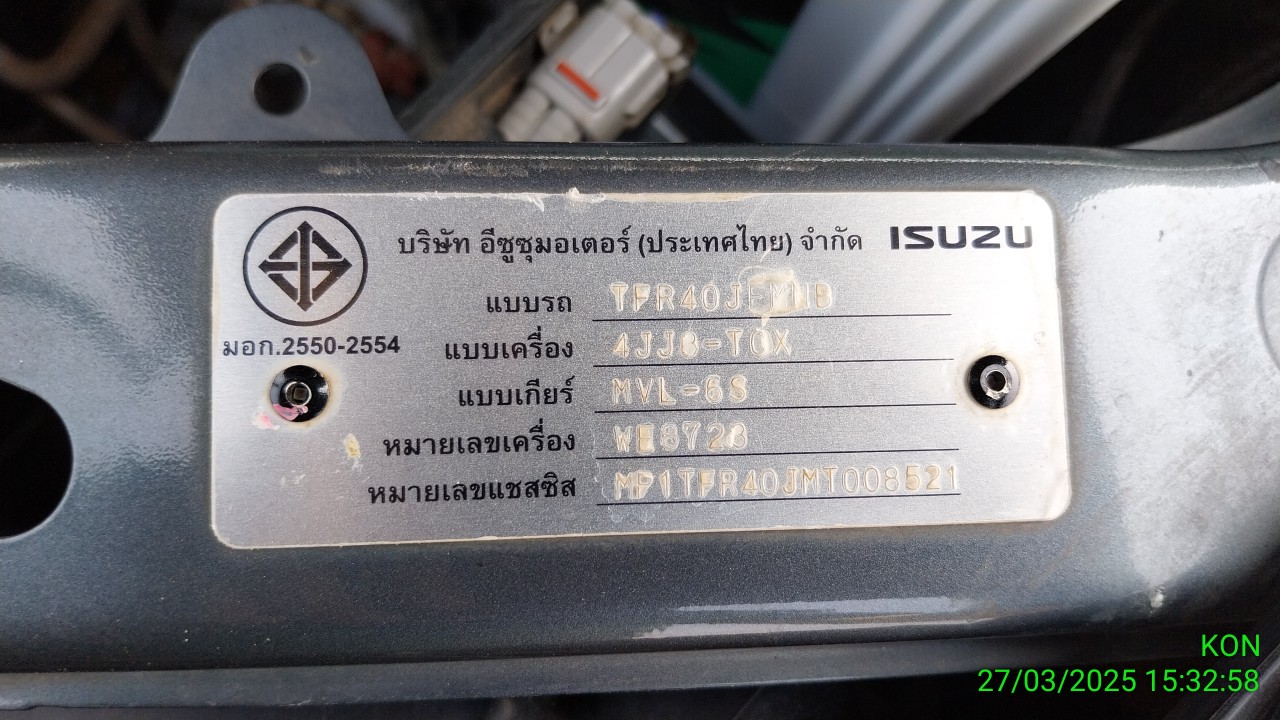 บริษัท อีซูซุมอเตอร์ (ประเทศไทย) จำกัด ISUZU
มอก.2550-2554
แบบรถ
แบบเครื่อง 4JJ3-TCX
แบบเกียร์ MVL-6S
หมายเลขเครื่อง
หมายเลขแชสซิส MP1TFR40JMT008521
KON
27/03/2025 15:32:58